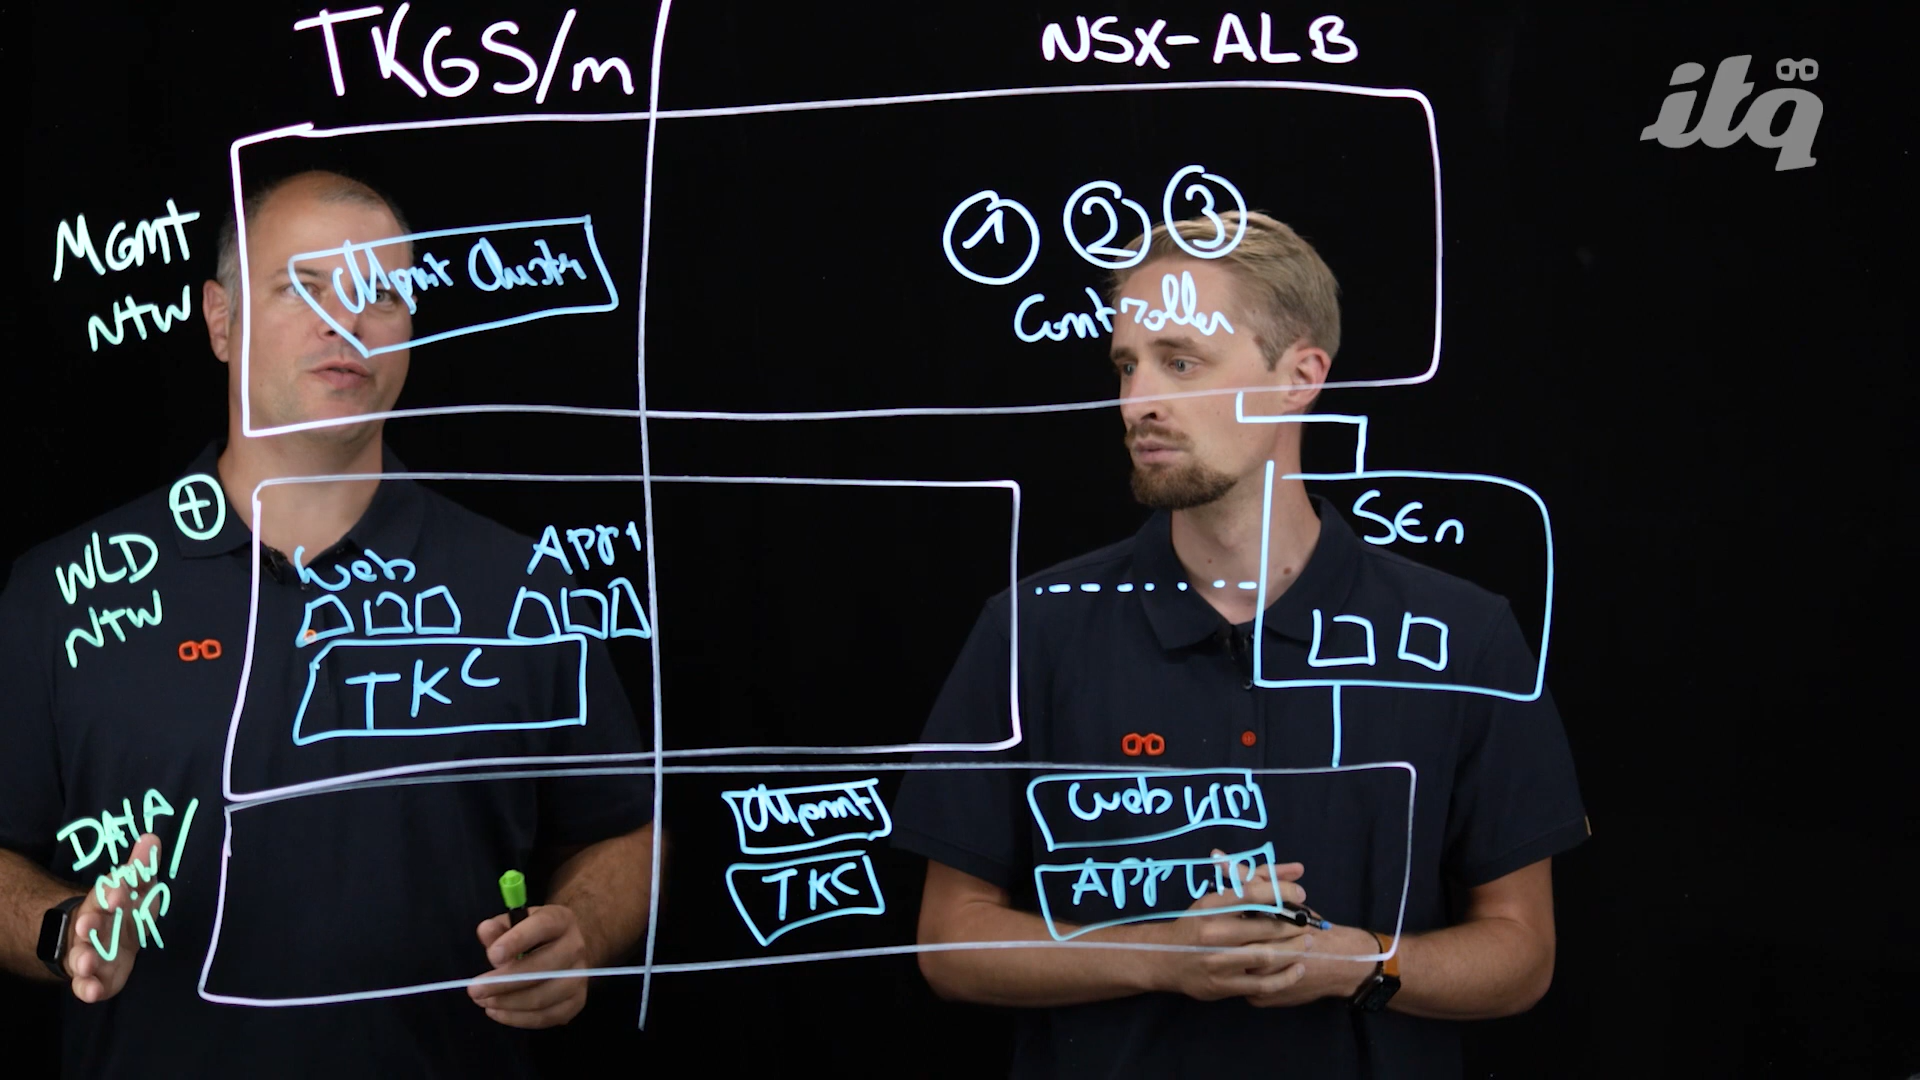 TKGS/m
NSX-ALB
itq
MGMT
NTW
Mgmt Cluster
1 2 3
Controller
+
WLD
NTW
Web
App1
TKC
SEn
DATA
NTW/
VIP
Mgmt
TKC
Web VIP
App VIP